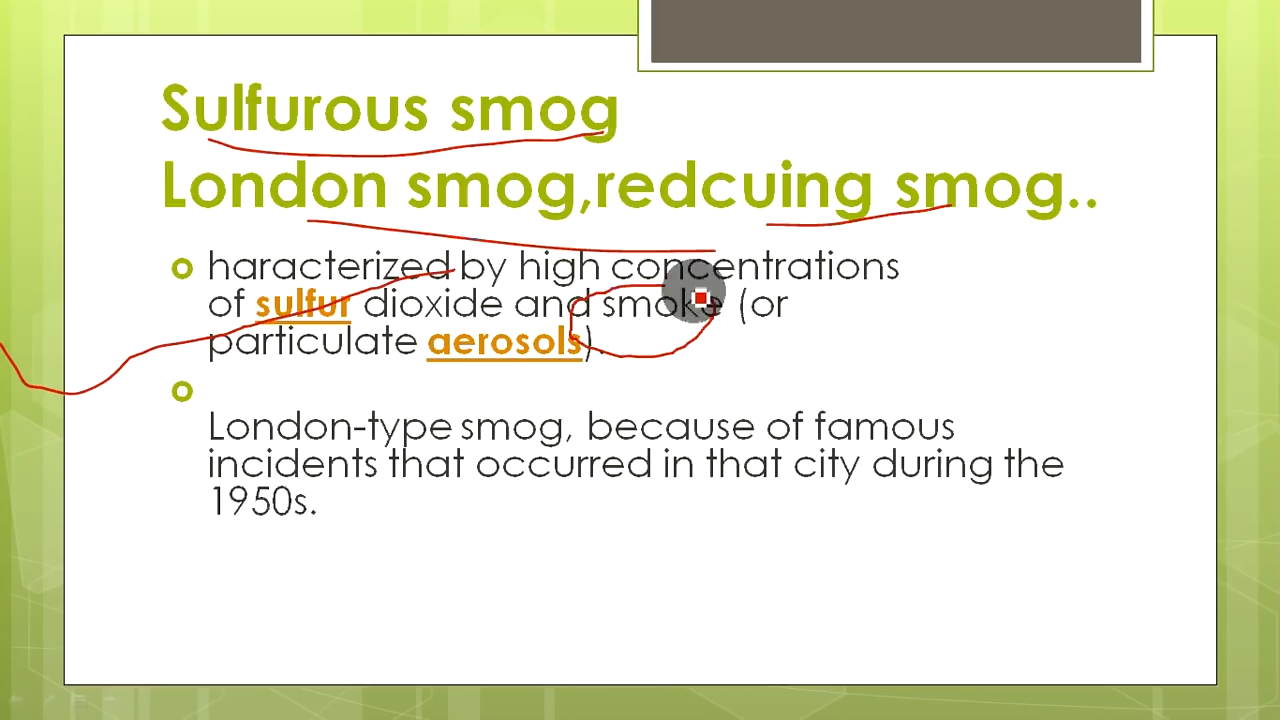 Sulfurous smog
London smog,redcuing smog..
haracterized by high concentrations
of sulfur dioxide and smoke (or
particulate aerosols).
London-type smog, because of famous
incidents that occurred in that city during the
1950s.